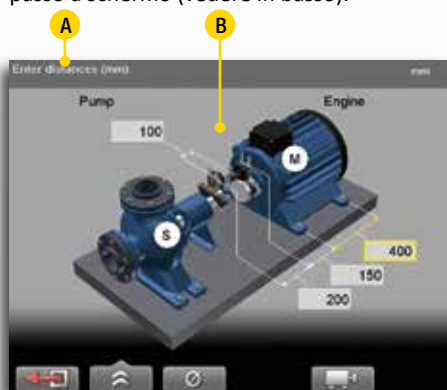 passo a schermo (vedere in basso).
A
B
Enter distances (mm)
mm
Pump
Engine
100
M
S
400
150
200